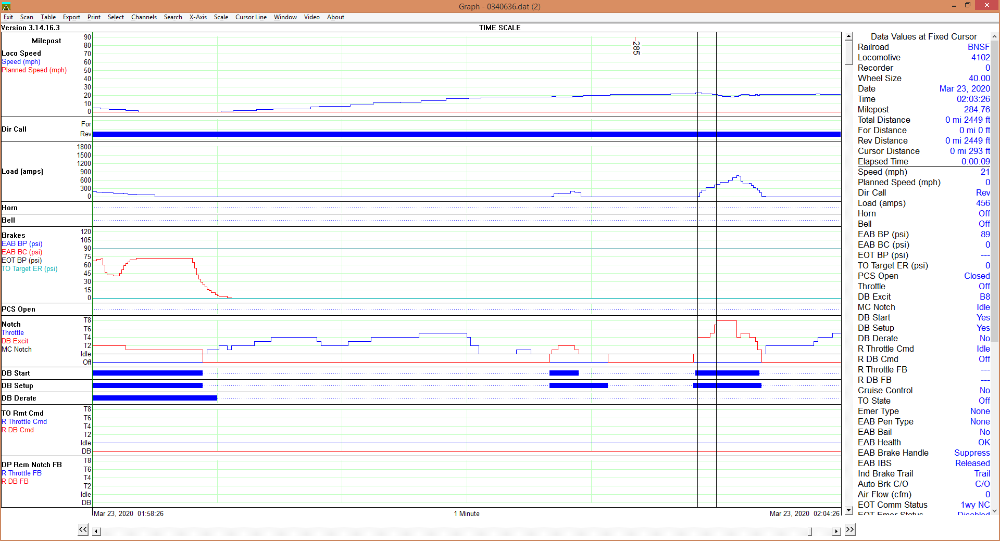 Graph - 0340636.dat (2)
Exit Scan Table Export Print Select Channels Search X-Axis Scale Cursor Line Window Video About
Version 3.14.16.3
TIME SCALE
Milepost
-285
Loco Speed
Speed (mph)
Planned Speed (mph)
90
80
70
60
50
40
30
20
10
0
Dir Call
For
Rev
Load (amps)
1800
1500
1200
900
600
300
0
Horn
Bell
Brakes
EAB BP (psi)
EAB BC (psi)
EOT BP (psi)
TO Target ER (psi)
120
105
90
75
60
45
30
15
0
PCS Open
Notch
Throttle
DB Excit
MC Notch
T8
T6
T4
T2
Idle
Off
DB Start
DB Setup
DB Derate
TO Rmt Cmd
R Throttle Cmd
R DB Cmd
T8
T6
T4
T2
Idle
DB
DP Rem Notch FB
R Throttle FB
R DB FB
T8
T6
T4
T2
Idle
DB
Mar 23, 2020 01:58:26
1 Minute
Mar 23, 2020 02:04:26
<<
>>
Data Values at Fixed Cursor
Railroad BNSF
Locomotive 4102
Recorder 0
Wheel Size 40.00
Date Mar 23, 2020
Time 02:03:26
Milepost 284.76
Total Distance 0 mi 2449 ft
For Distance 0 mi 0 ft
Rev Distance 0 mi 2449 ft
Cursor Distance 0 mi 293 ft
Elapsed Time 0:00:09
Speed (mph) 21
Planned Speed (mph) 0
Dir Call Rev
Load (amps) 456
Horn Off
Bell Off
EAB BP (psi) 89
EAB BC (psi) 0
EOT BP (psi) ---
TO Target ER (psi) 0
PCS Open Closed
Throttle Off
DB Excit B8
MC Notch Idle
DB Start Yes
DB Setup Yes
DB Derate No
R Throttle Cmd Idle
R DB Cmd Off
R Throttle FB ---
R DB FB ---
Cruise Control No
TO State Off
Emer Type None
EAB Pen Type None
EAB Bail No
EAB Health OK
EAB Brake Handle Suppress
EAB IBS Released
Ind Brake Trail Trail
Auto Brk C/O C/O
Air Flow (cfm) 0
EOT Comm Status 1wy NC
EOT Emer Status Disabled